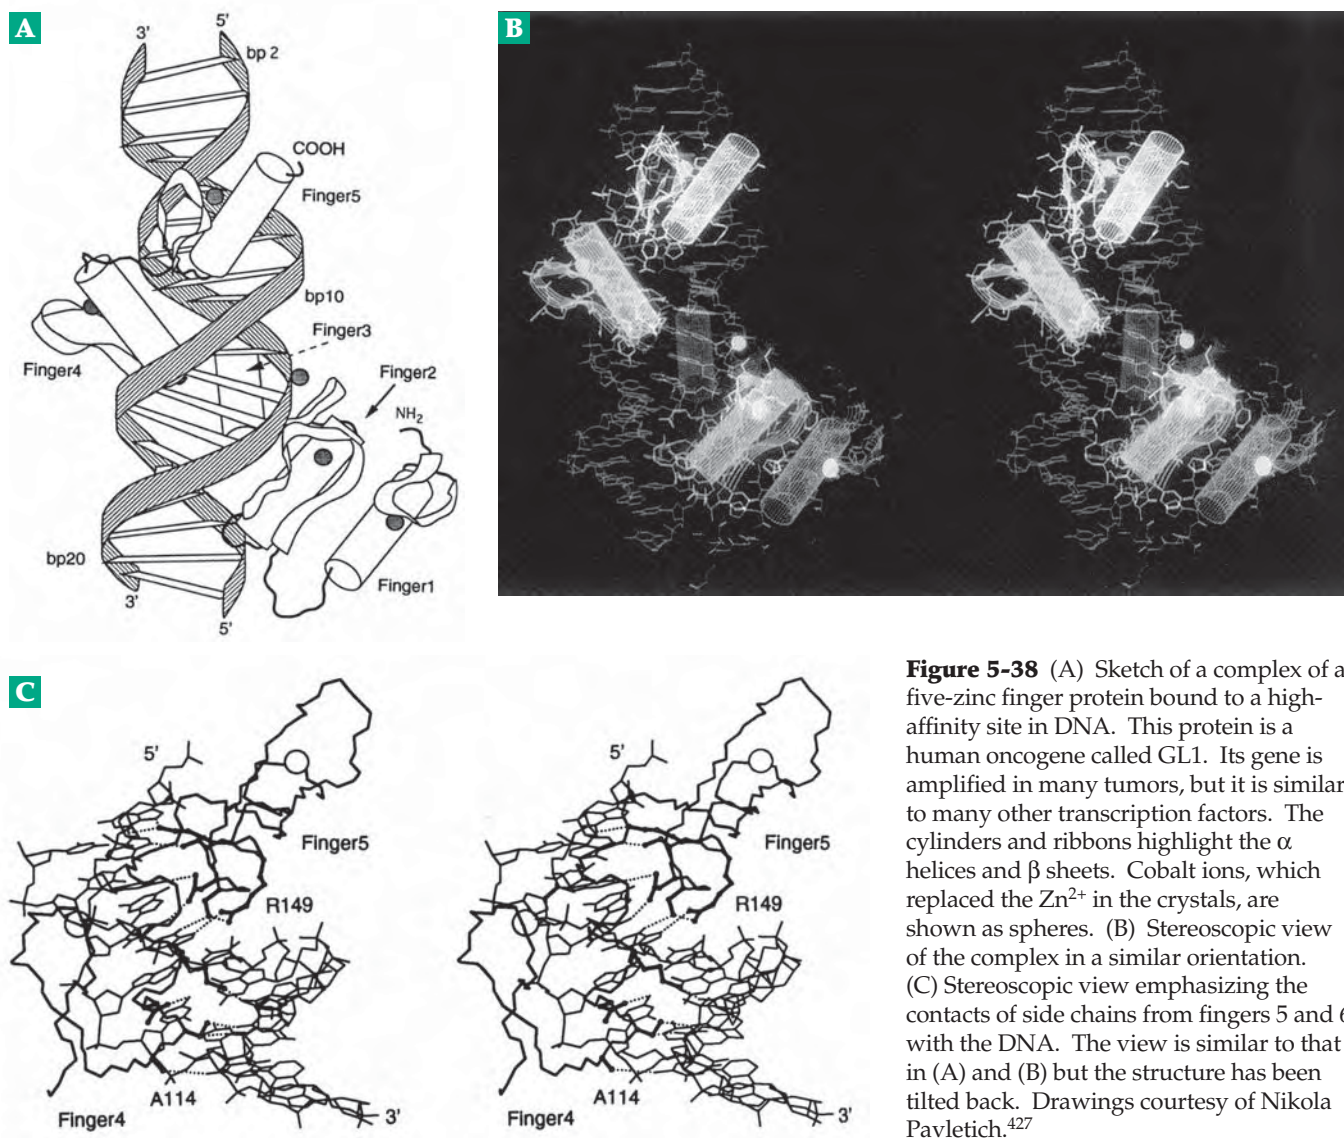 A
3'
5'
bp 2
COOH
Finger5
bp10
Finger3
Finger4
Finger2
NH2
bp20
Finger1
3'
5'
B
C
5'
Finger5
R149
A114
Finger4
Finger5
R149
5'
A114
Finger4
3'
3'
Figure 5-38 (A) Sketch of a complex of a
five-zinc finger protein bound to a high-
affinity site in DNA. This protein is a
human oncogene called GL1. Its gene is
amplified in many tumors, but it is similar
to many other transcription factors. The
cylinders and ribbons highlight the α
helices and β sheets. Cobalt ions, which
replaced the Zn2+ in the crystals, are
shown as spheres. (B) Stereoscopic view
of the complex in a similar orientation.
(C) Stereoscopic view emphasizing the
contacts of side chains from fingers 5 and 6
with the DNA. The view is similar to that
in (A) and (B) but the structure has been
tilted back. Drawings courtesy of Nikola
Pavletich.427